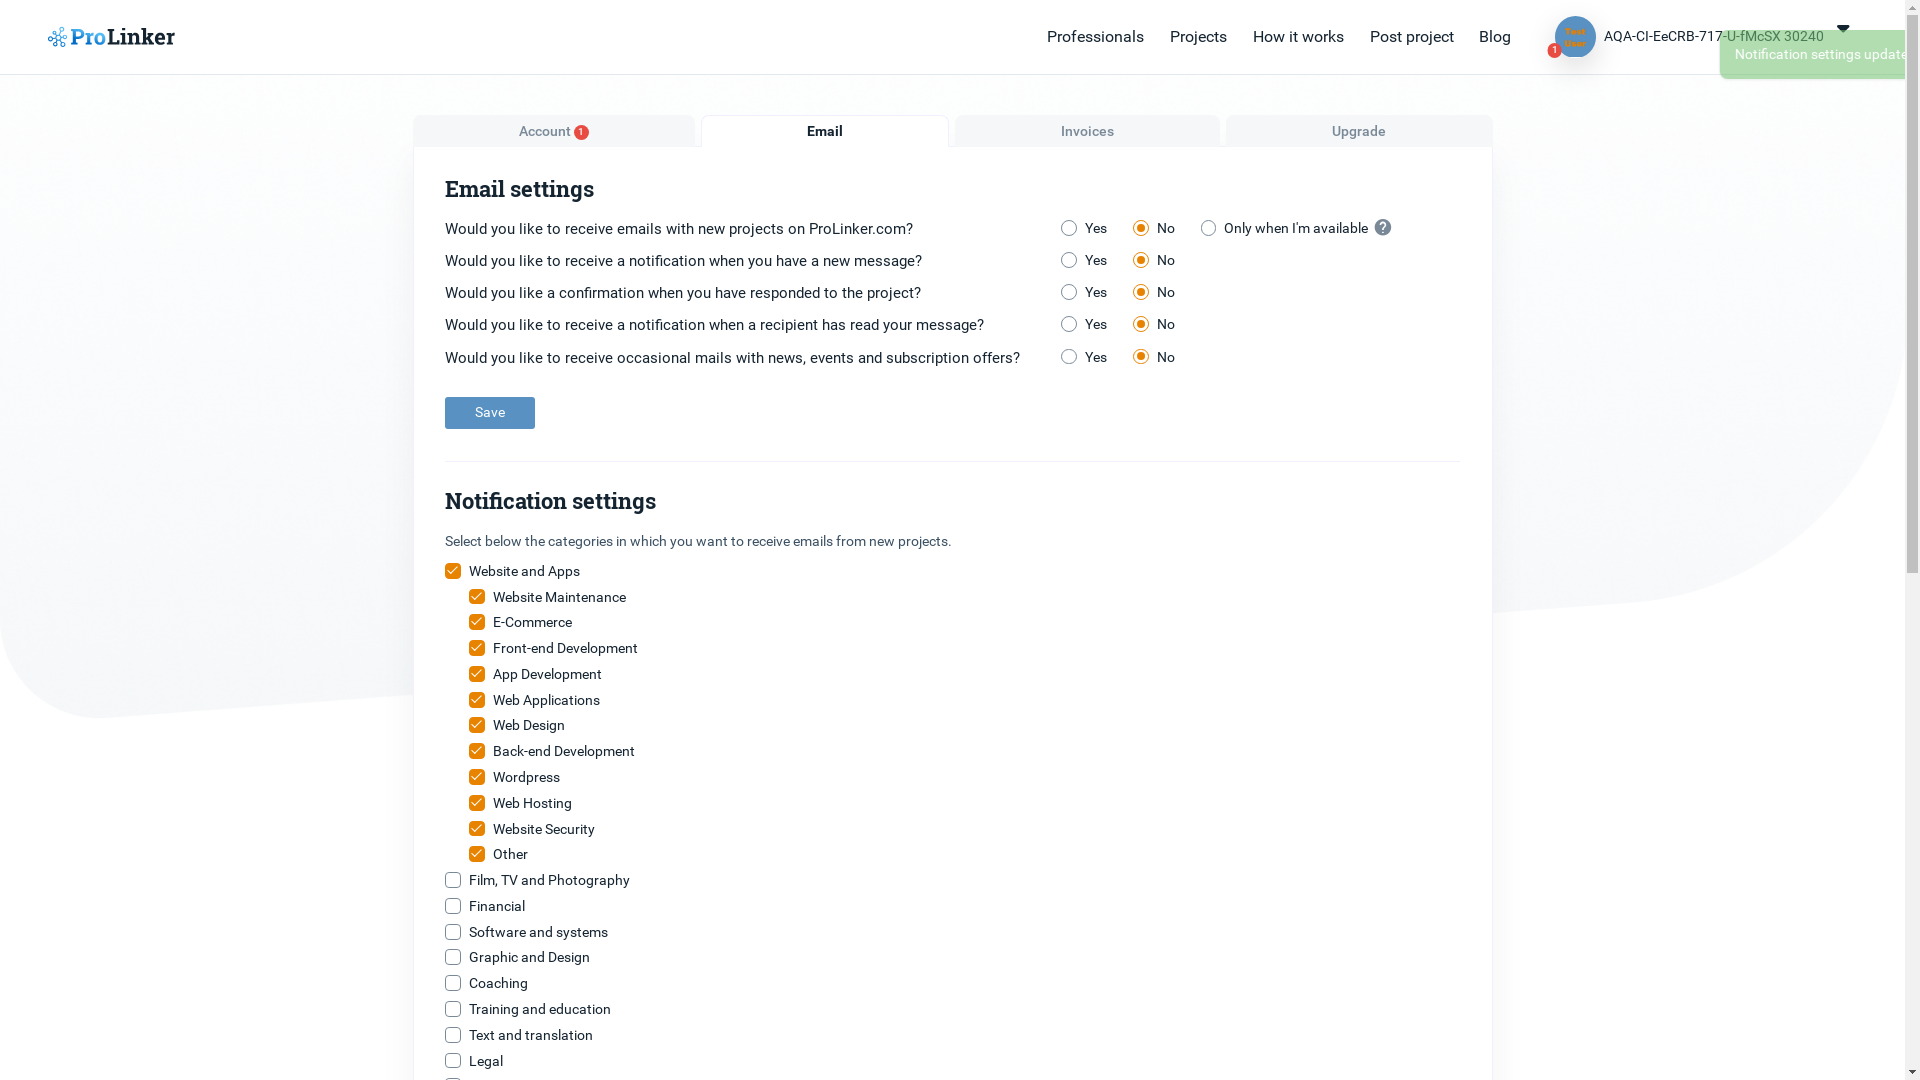 ProLinker
Professionals
Projects
How it works
Post project
Blog
Test
User
1
AQA-CI-EeCRB-717-U-fMcSX 30240
Notification settings update
Account 1
Email
Invoices
Upgrade
Email settings
Would you like to receive emails with new projects on ProLinker.com?
Yes
No
Only when I'm available ?
Would you like to receive a notification when you have a new message?
Yes
No
Would you like a confirmation when you have responded to the project?
Yes
No
Would you like to receive a notification when a recipient has read your message?
Yes
No
Would you like to receive occasional mails with news, events and subscription offers?
Yes
No
Save
Notification settings
Select below the categories in which you want to receive emails from new projects.
Website and Apps
Website Maintenance
E-Commerce
Front-end Development
App Development
Web Applications
Web Design
Back-end Development
Wordpress
Web Hosting
Website Security
Other
Film, TV and Photography
Financial
Software and systems
Graphic and Design
Coaching
Training and education
Text and translation
Legal